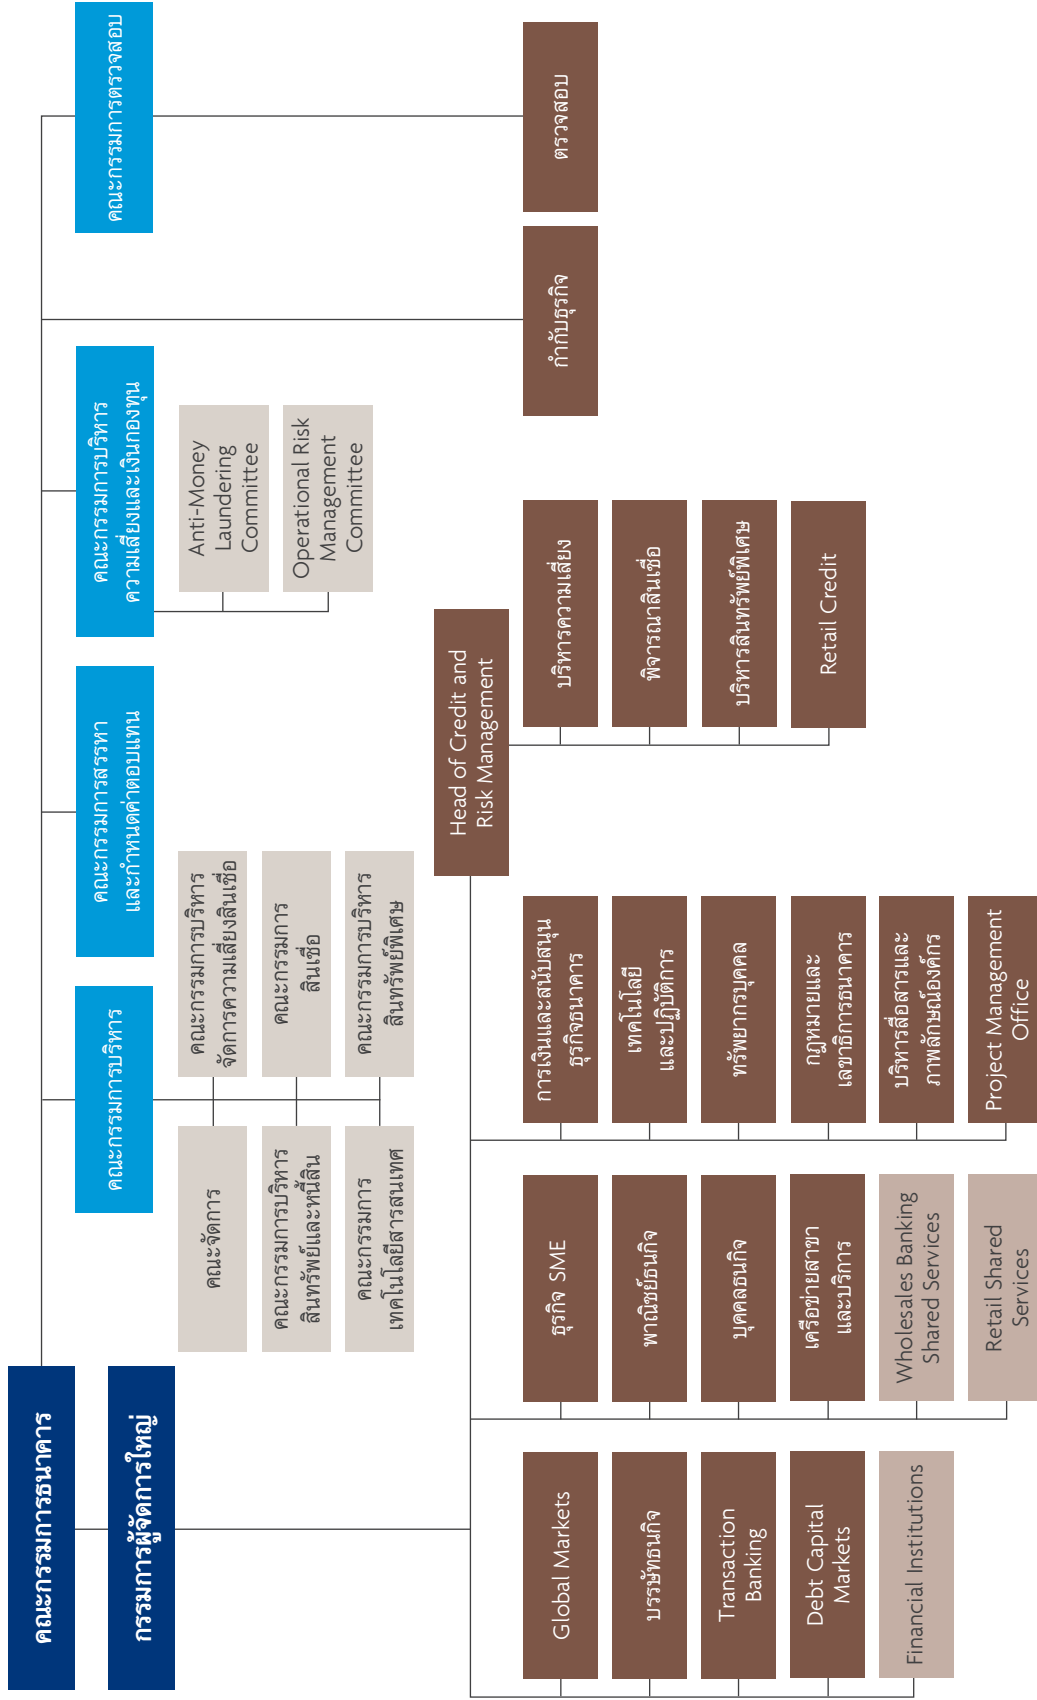 คณะกรรมการธนาคาร
กรรมการผู้จัดการใหญ่
คณะกรรมการบริหาร
คณะกรรมการสรรหา
และกำหนดค่าตอบแทน
คณะกรรมการบริหาร
ความเสี่ยงและเงินกองทุน
คณะกรรมการตรวจสอบ
คณะจัดการ
คณะกรรมการบริหาร
สินทรัพย์และหนี้สิน
คณะกรรมการ
เทคโนโลยีสารสนเทศ
คณะกรรมการบริหาร
จัดการความเสี่ยงสินเชื่อ
คณะกรรมการ
สินเชื่อ
คณะกรรมการบริหาร
สินทรัพย์พิเศษ
Anti-Money
Laundering
Committee
Operational Risk
Management
Committee
Head of Credit and
Risk Management
Global Markets
บรรษัทธนกิจ
Transaction
Banking
Debt Capital
Markets
Financial Institutions
ธุรกิจ SME
พาณิชย์ธนกิจ
บุคคลธนกิจ
เครือข่ายสาขา
และบริการ
Wholesales Banking
Shared Services
Retail Shared
Services
การเงินและสนับสนุน
ธุรกิจธนาคาร
เทคโนโลยี
และปฏิบัติการ
ทรัพยากรบุคคล
กฎหมายและ
เลขาธิการธนาคาร
บริหารสื่อสารและ
ภาพลักษณ์องค์กร
Project Management
Office
บริหารความเสี่ยง
พิจารณาสินเชื่อ
บริหารสินทรัพย์พิเศษ
Retail Credit
กำกับธุรกิจ
ตรวจสอบ